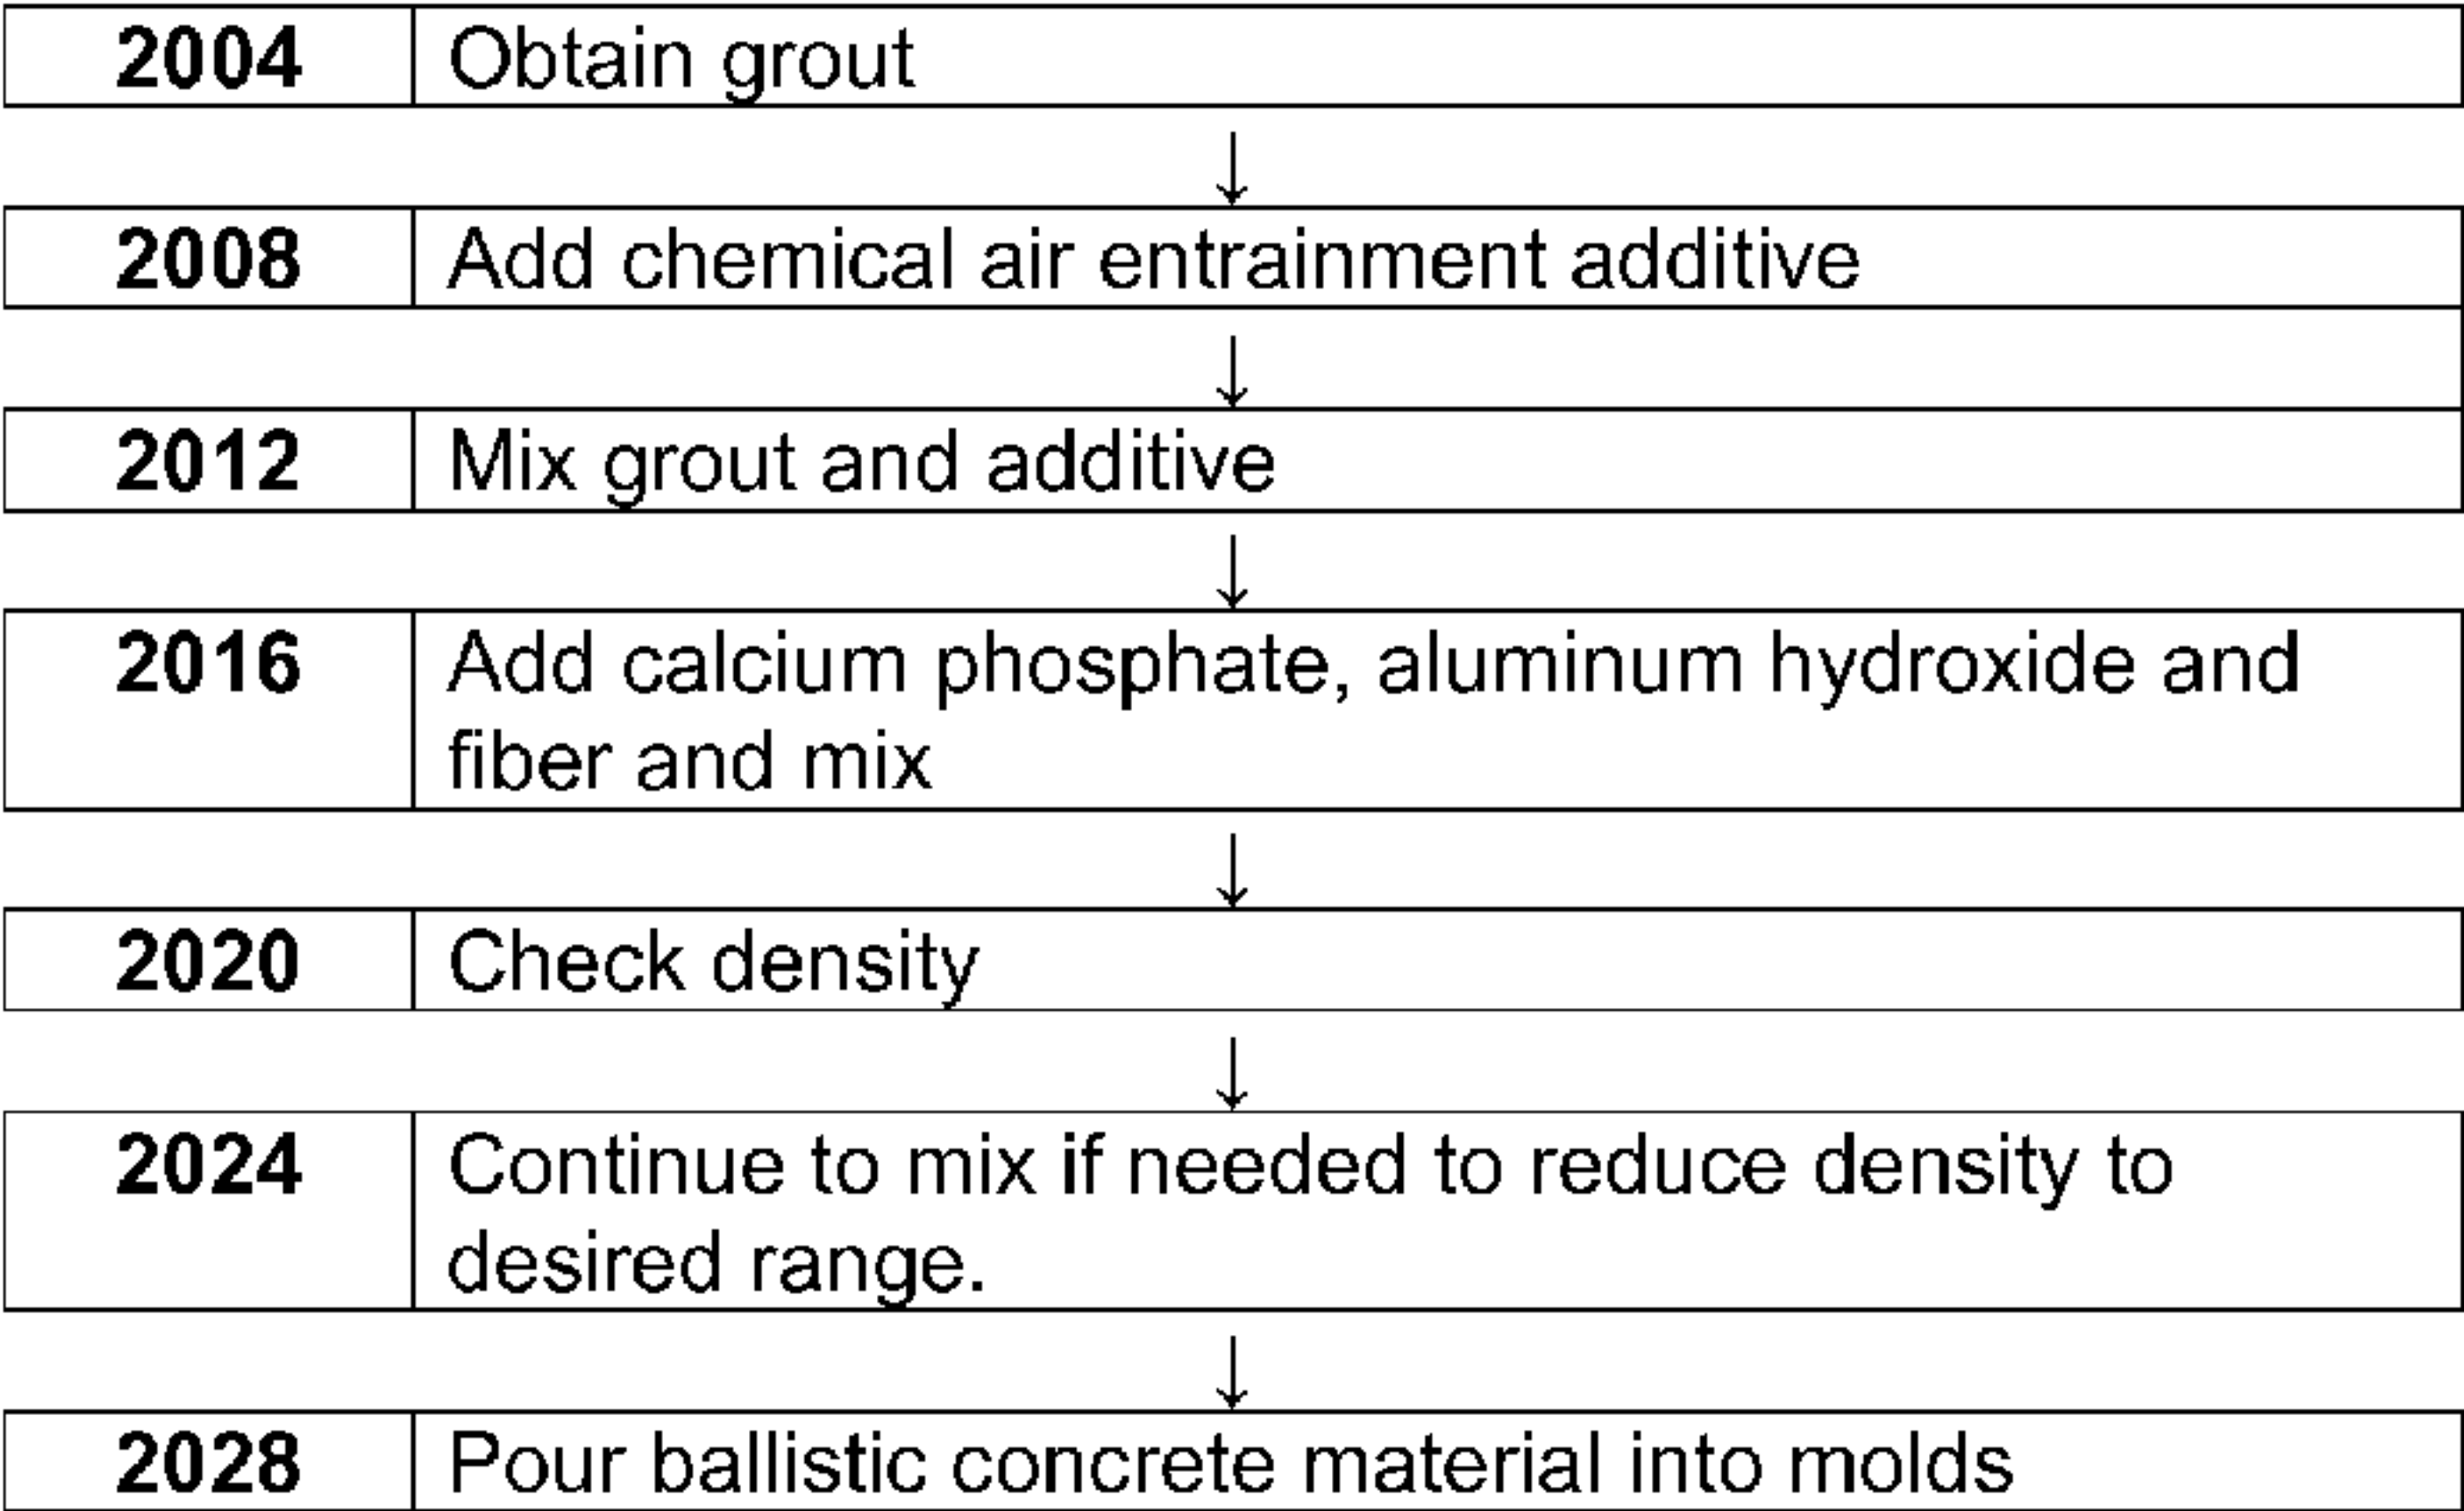 2004 Obtain grout
2008 Add chemical air entrainment additive
2012 Mix grout and additive
2016 Add calcium phosphate, aluminum hydroxide and
fiber and mix
2020 Check density
2024 Continue to mix if needed to reduce density to
desired range.
2028 Pour ballistic concrete material into molds